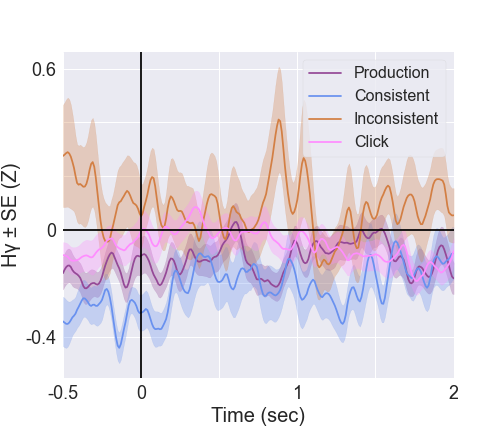 Production
Consistent
Inconsistent
Click
0.6
0
-0.4
Hγ ± SE (Z)
-0.5
0
1
2
Time (sec)